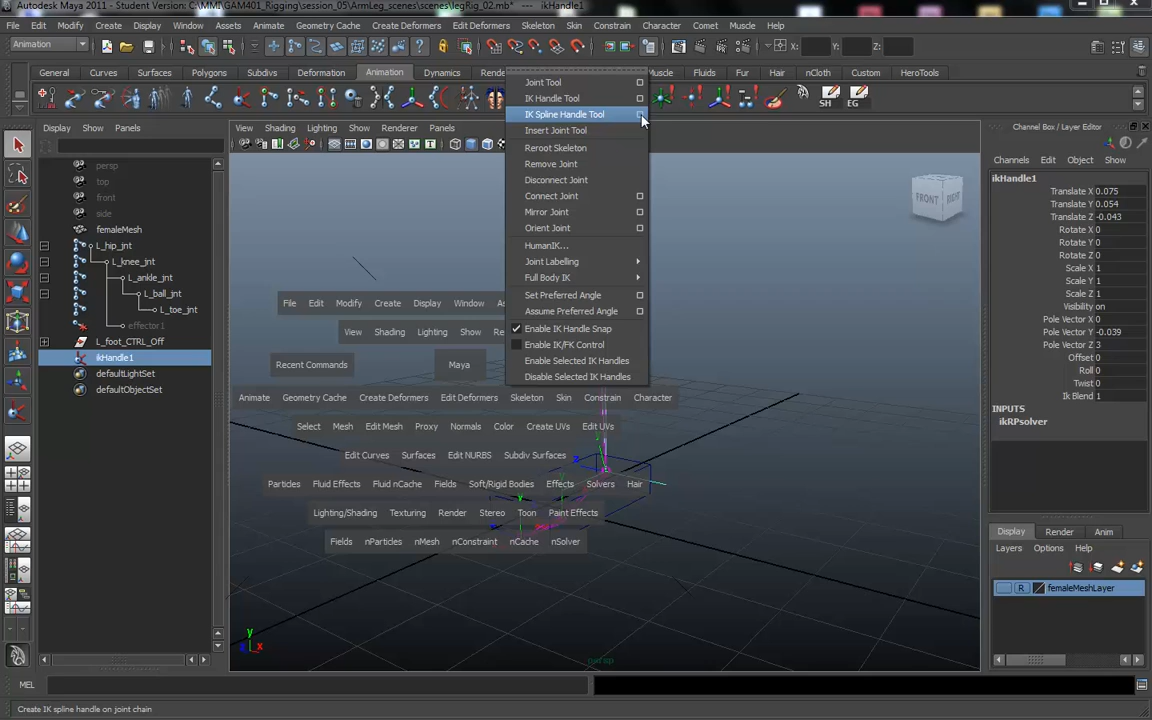 Autodesk Maya 2011 - Student Version: C:\MMI\GAM401_Rigging\session_05\ArmLeg_scenes\scenes\legRig_02.mb* --- ikHandle1
File Edit Modify Create Display Window Assets Animate Geometry Cache Create Deformers Edit Deformers Skeleton Skin Constrain Character Comet Muscle Help
Animation X: Y: Z:
General Curves Surfaces Polygons Subdivs Deformation Animation Dynamics Muscle Fluids Fur Hair nCloth Custom HeroTools
SH EG
Display Show Panels
View Shading Lighting Show Renderer Panels
Channel Box / Layer Editor
Channels Edit Object Show
persp
top
front
side
femaleMesh
L_hip_jnt
L_knee_jnt
L_ankle_jnt
L_ball_jnt
L_toe_jnt
effector1
L_foot_CTRL_Off
ikHandle1
defaultLightSet
defaultObjectSet
Joint Tool
IK Handle Tool
IK Spline Handle Tool
Insert Joint Tool
Reroot Skeleton
Remove Joint
Disconnect Joint
Connect Joint
Mirror Joint
Orient Joint
HumanIK...
Joint Labelling
Full Body IK
Set Preferred Angle
Assume Preferred Angle
Enable IK Handle Snap
Enable IK/FK Control
Enable Selected IK Handles
Disable Selected IK Handles
FRONT RIGHT
File Edit Modify Create Display Window
View Shading Lighting Show
Recent Commands Maya
Animate Geometry Cache Create Deformers Edit Deformers Skeleton Skin Constrain Character
Select Mesh Edit Mesh Proxy Normals Color Create UVs Edit UVs
Edit Curves Surfaces Edit NURBS Subdiv Surfaces
Particles Fluid Effects Fluid nCache Fields Soft/Rigid Bodies Effects Solvers Hair
Lighting/Shading Texturing Render Stereo Toon Paint Effects
Fields nParticles nMesh nConstraint nCache nSolver
y
z x
persp
ikHandle1
Translate X 0.075
Translate Y 0.054
Translate Z -0.043
Rotate X 0
Rotate Y 0
Rotate Z 0
Scale X 1
Scale Y 1
Scale Z 1
Visibility on
Pole Vector X 0
Pole Vector Y -0.039
Pole Vector Z 3
Offset 0
Roll 0
Twist 0
Ik Blend 1
INPUTS
ikRPsolver
Display Render Anim
Layers Options Help
R femaleMeshLayer
MEL
Create IK spline handle on joint chain